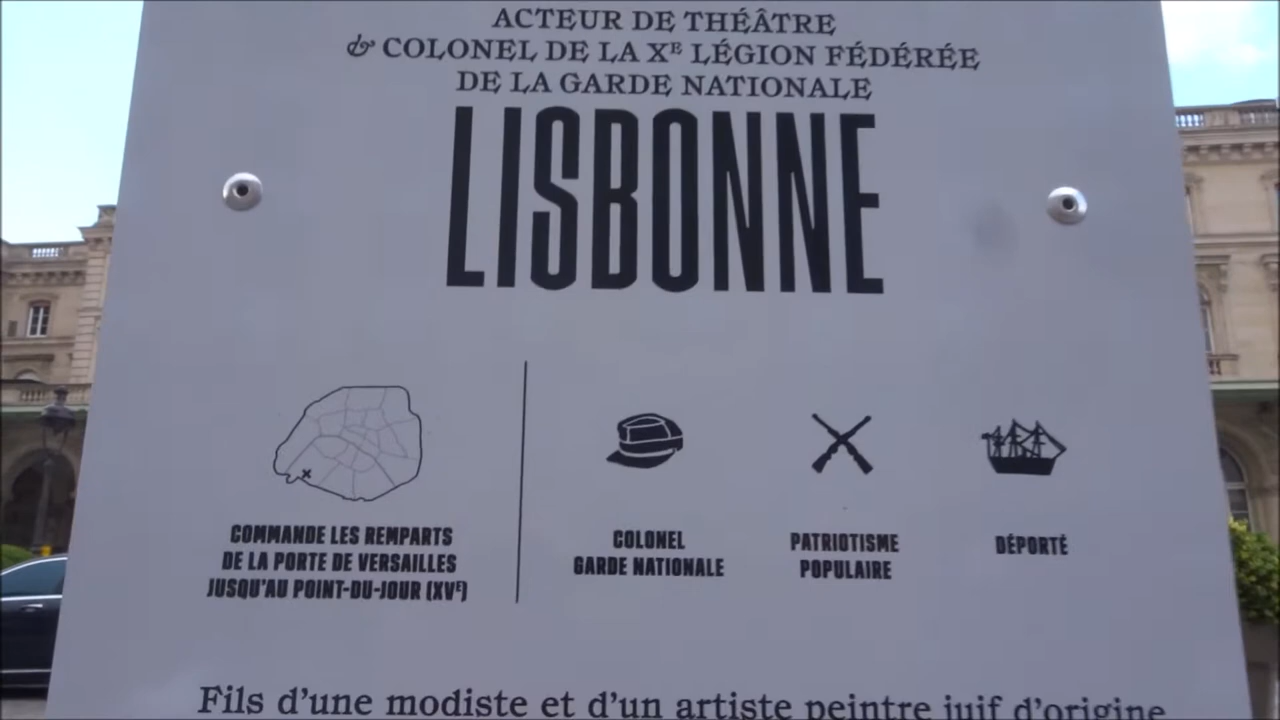 ACTEUR DE THÉÂTRE
& COLONEL DE LA Xᴱ LÉGION FÉDÉRÉE
DE LA GARDE NATIONALE
LISBONNE
COMMANDE LES REMPARTS
DE LA PORTE DE VERSAILLES
JUSQU'AU POINT-DU-JOUR (XVᴱ)
COLONEL
GARDE NATIONALE
PATRIOTISME
POPULAIRE
DÉPORTÉ
Fils d'une modiste et d'un artiste peintre juif d'origine